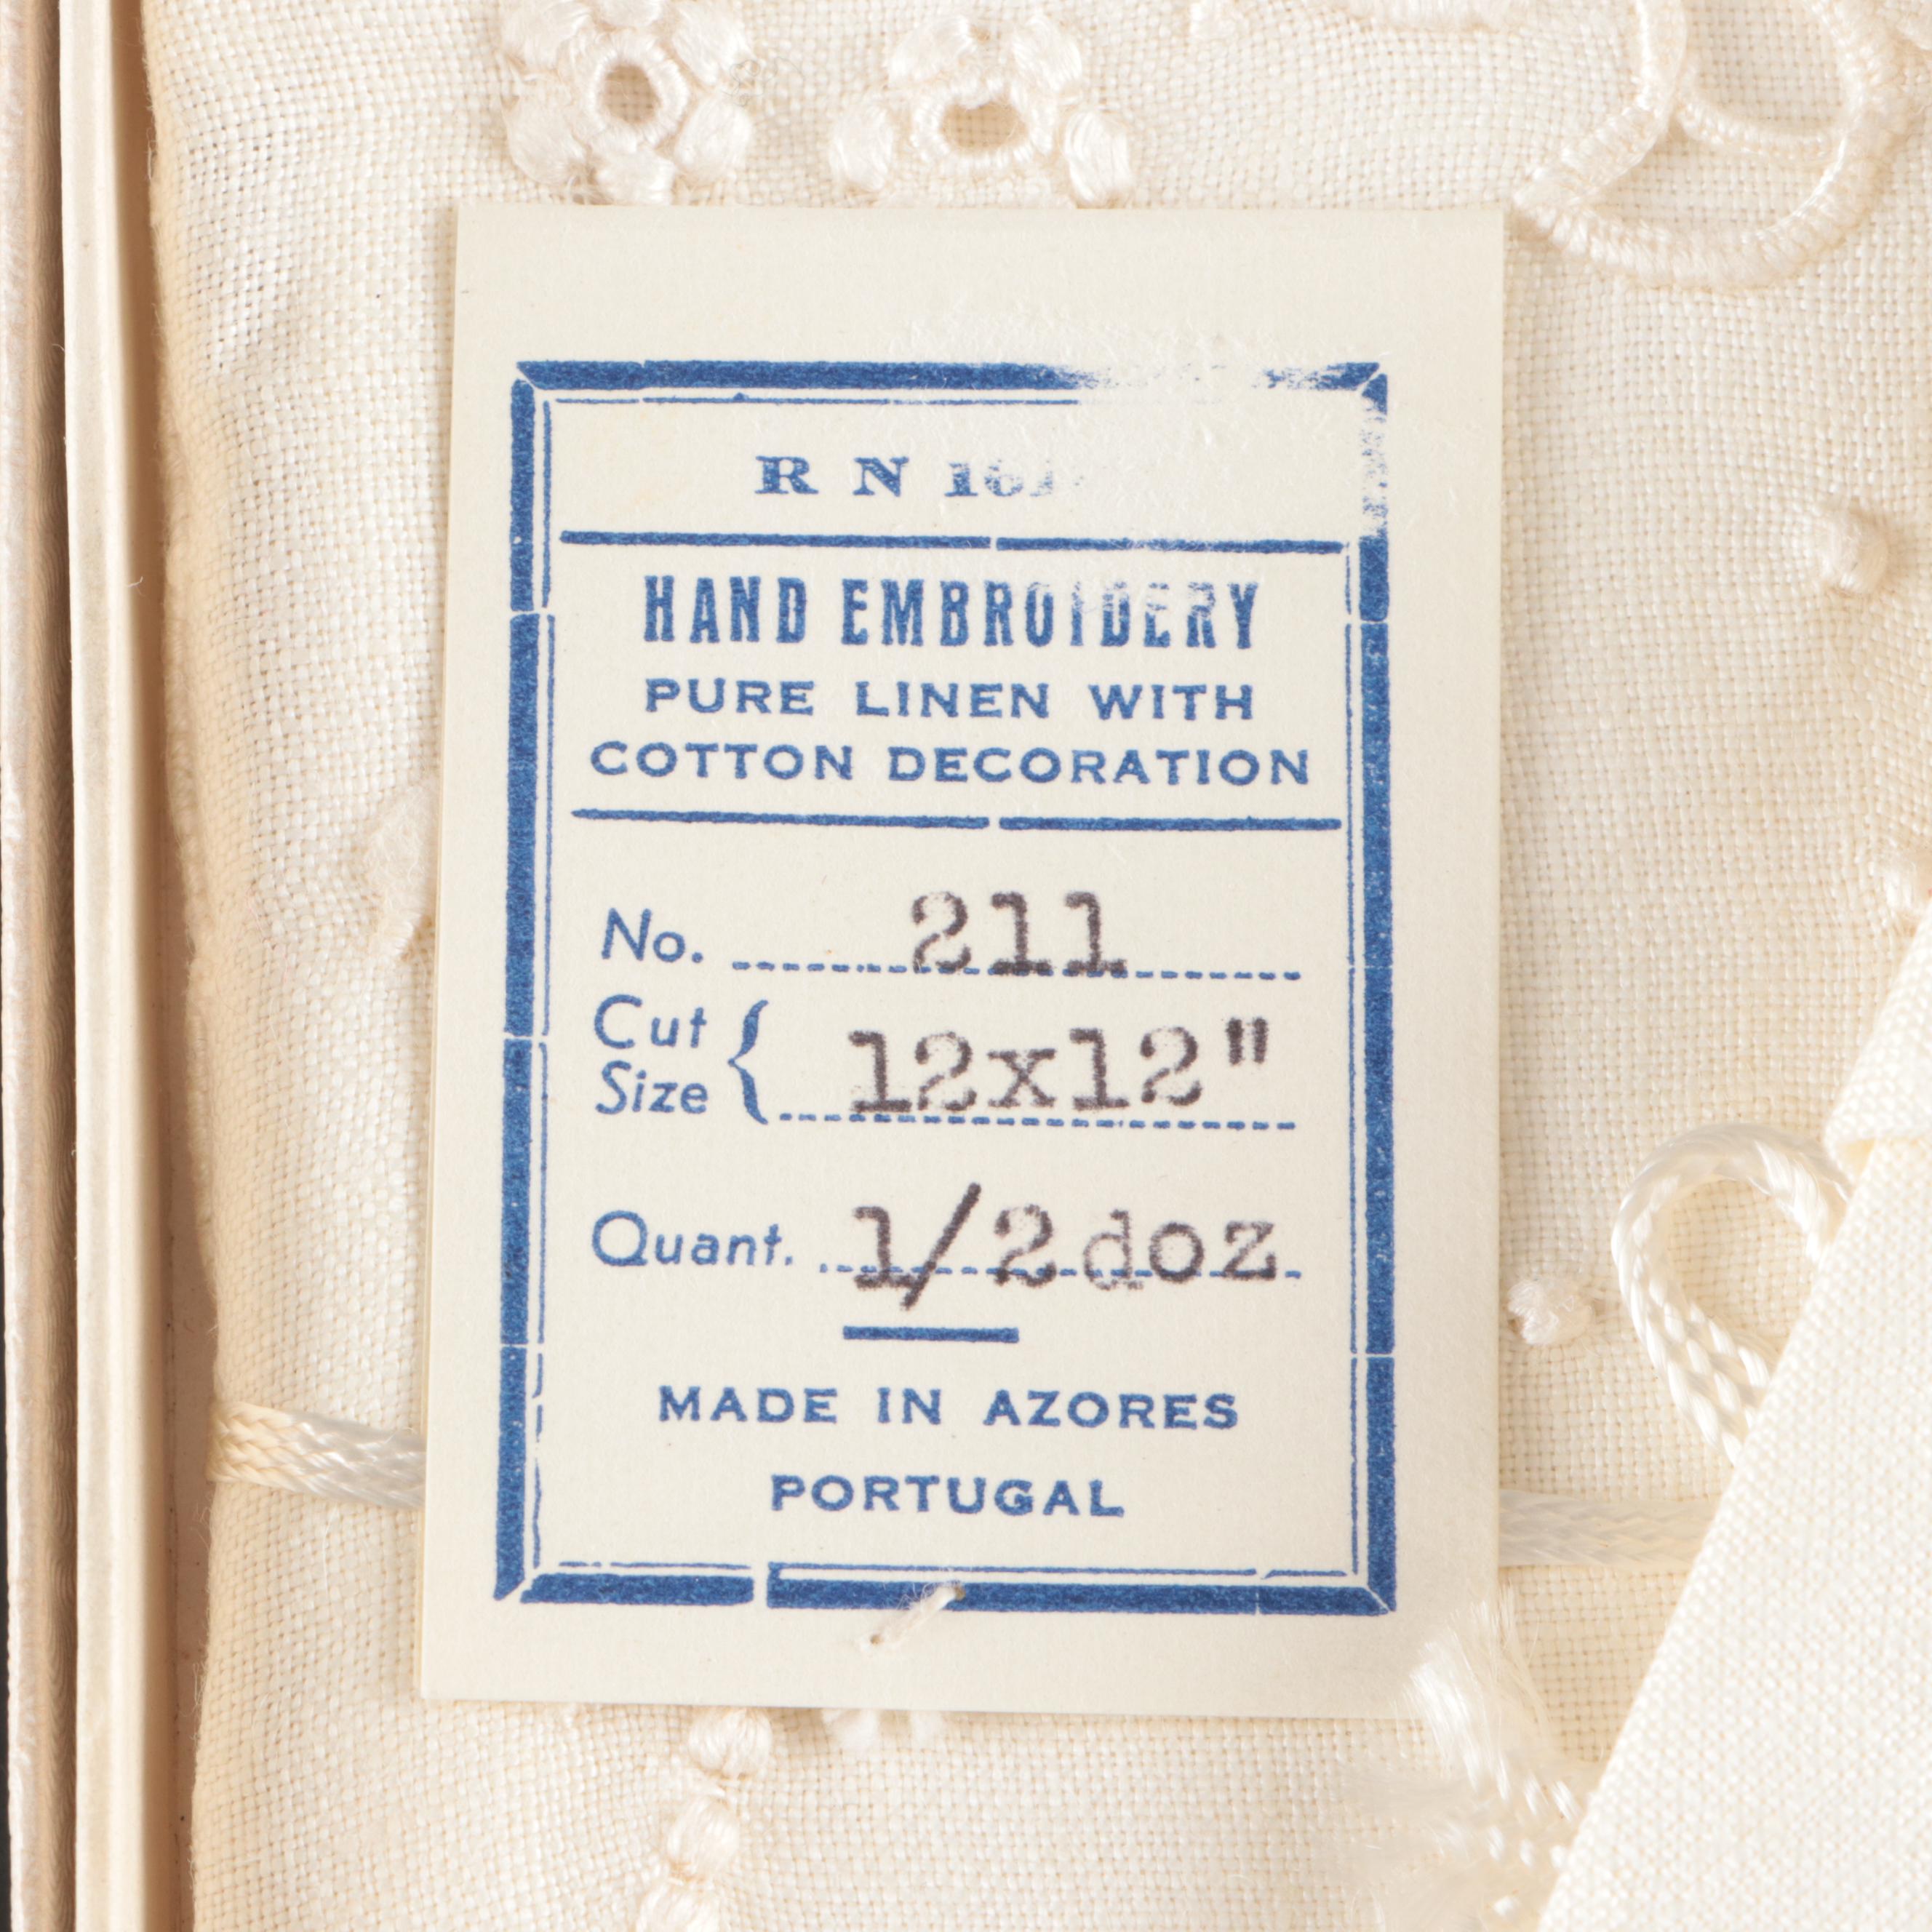 R N
HAND EMBROIDERY
PURE LINEN WITH
COTTON DECORATION
No. 211
Cut
Size { 12x12"
Quant. 1/2doz
MADE IN AZORES
PORTUGAL